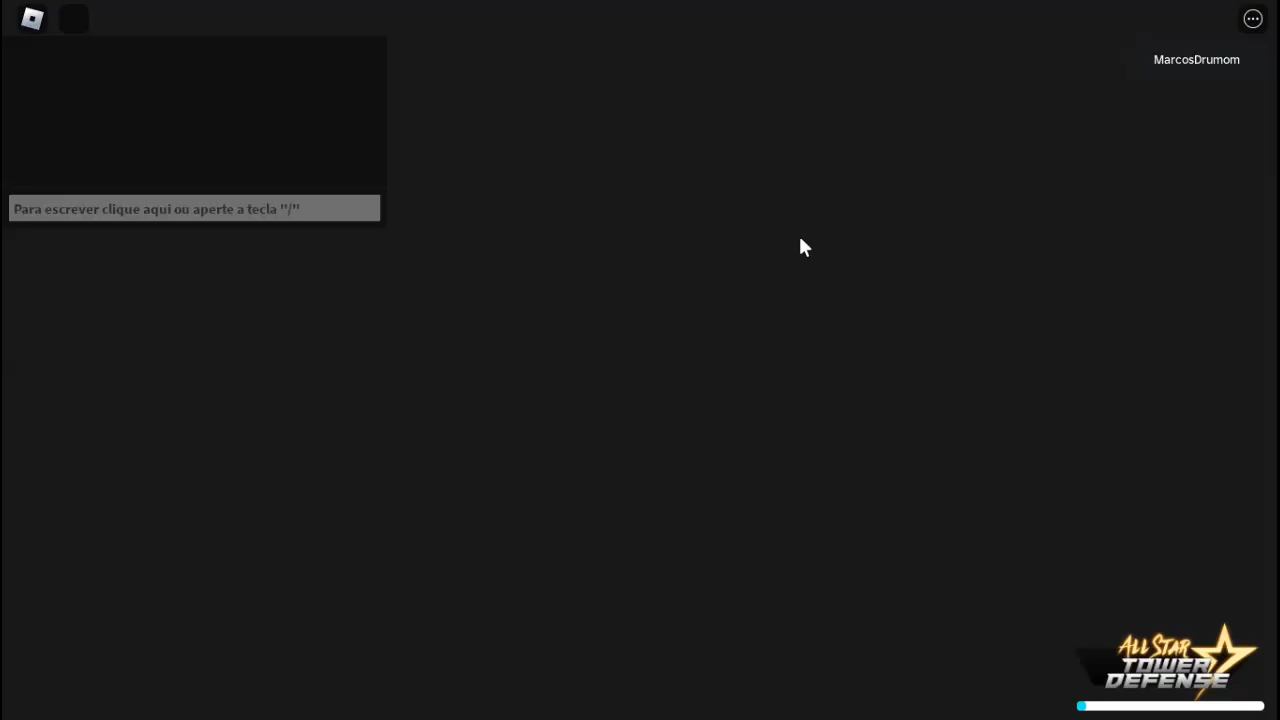 MarcosDrumom
Para escrever clique aqui ou aperte a tecla "/"
ALL STAR
TOWER
DEFENSE